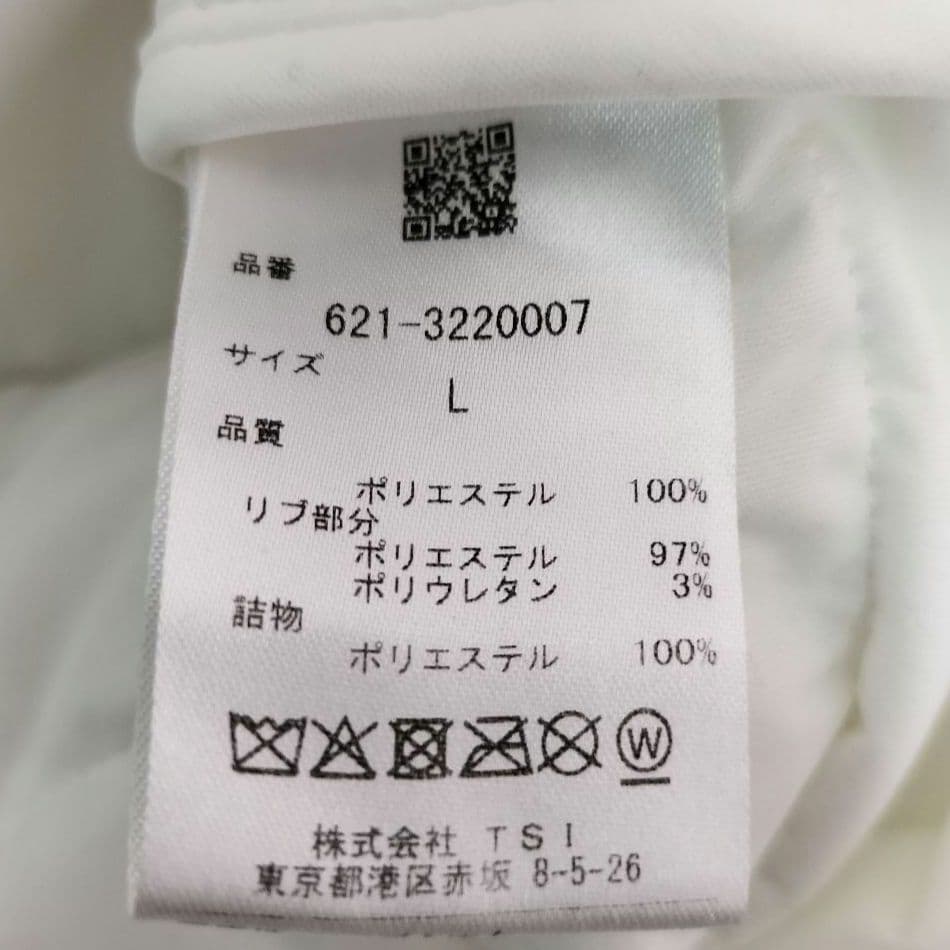 品番
621-3220007
サイズ
L
品質
ポリエステル 100%
リブ部分
ポリエステル 97%
ポリウレタン 3%
詰物
ポリエステル 100%
W
株式会社 TSI
東京都港区赤坂 8-5-26